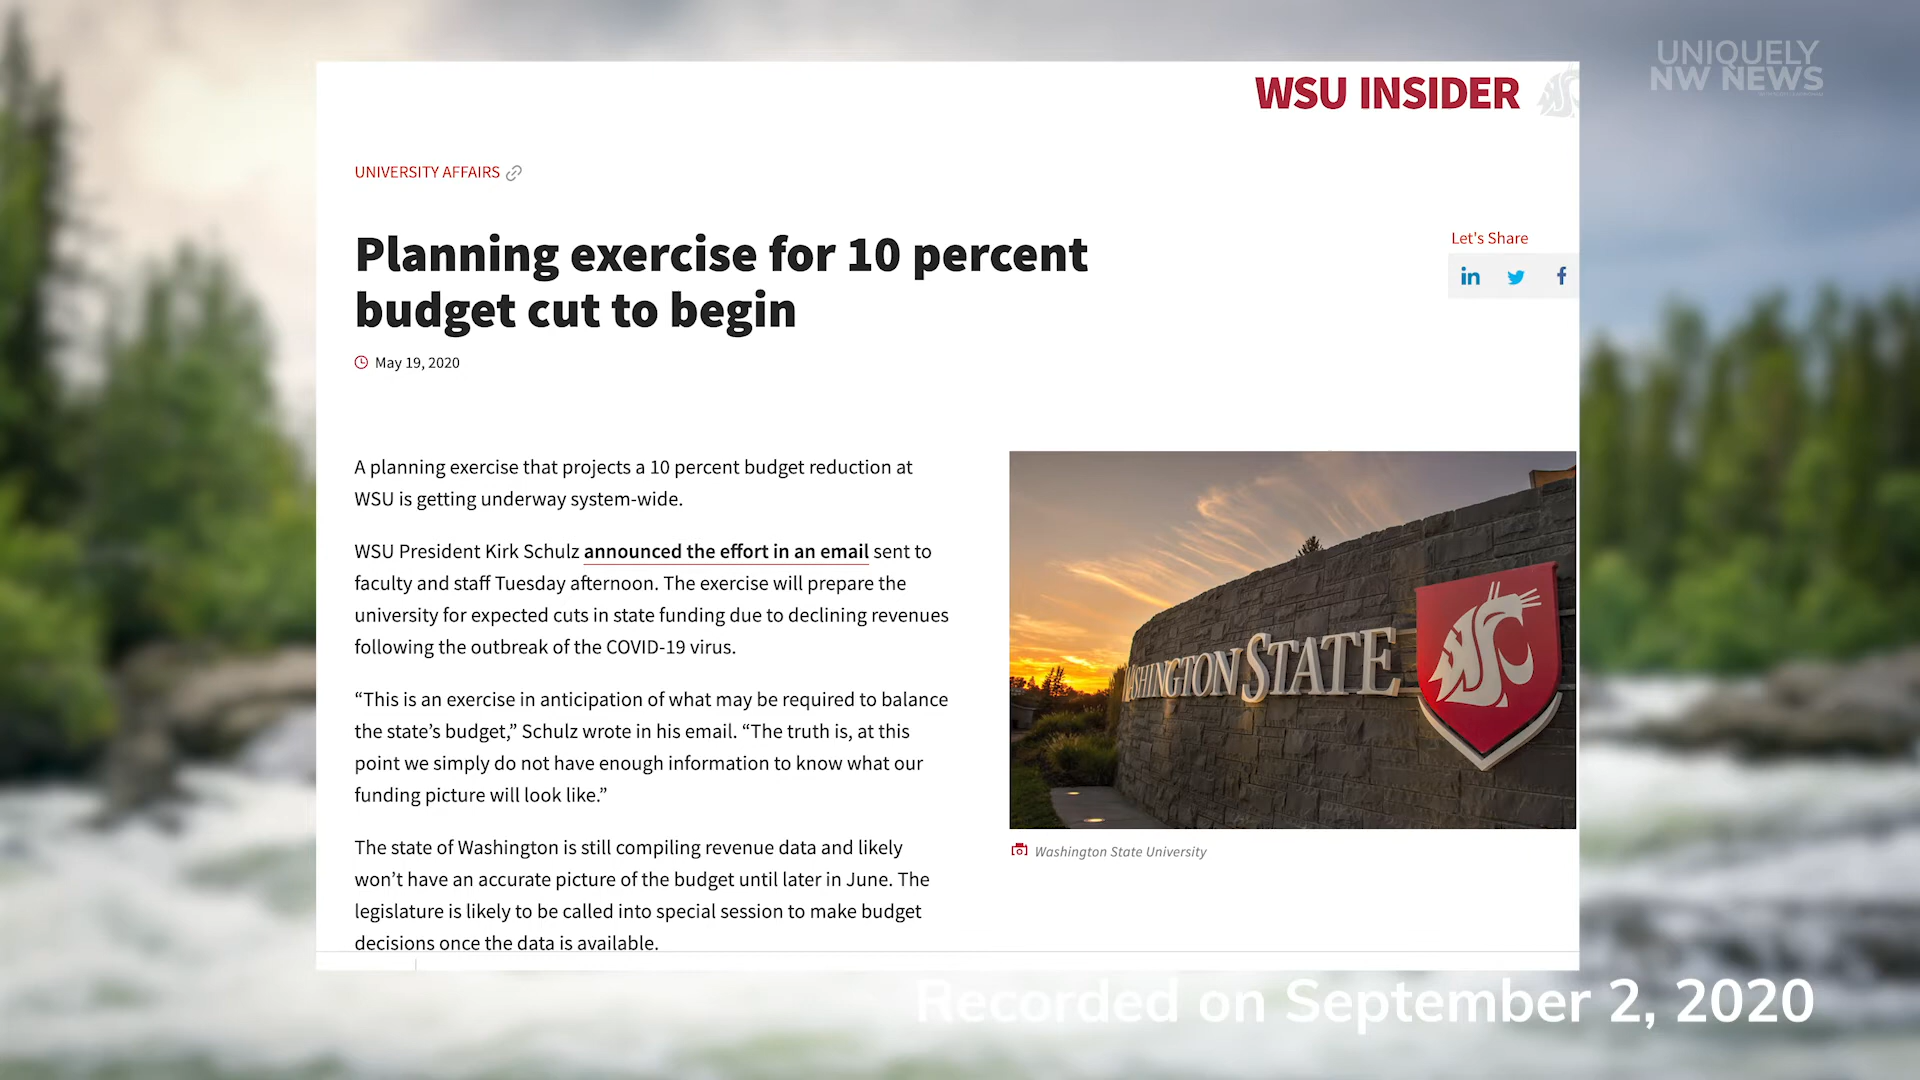 UNIQUELY
NW NEWS
WSU INSIDER
UNIVERSITY AFFAIRS
Planning exercise for 10 percent
budget cut to begin
Let's Share
May 19, 2020
A planning exercise that projects a 10 percent budget reduction at
WSU is getting underway system-wide.
WSU President Kirk Schulz announced the effort in an email sent to
faculty and staff Tuesday afternoon. The exercise will prepare the
university for expected cuts in state funding due to declining revenues
following the outbreak of the COVID-19 virus.
“This is an exercise in anticipation of what may be required to balance
the state’s budget,” Schulz wrote in his email. “The truth is, at this
point we simply do not have enough information to know what our
funding picture will look like.”
The state of Washington is still compiling revenue data and likely
won’t have an accurate picture of the budget until later in June. The
legislature is likely to be called into special session to make budget
decisions once the data is available.
WASHINGTON STATE
Washington State University
Recorded on September 2, 2020